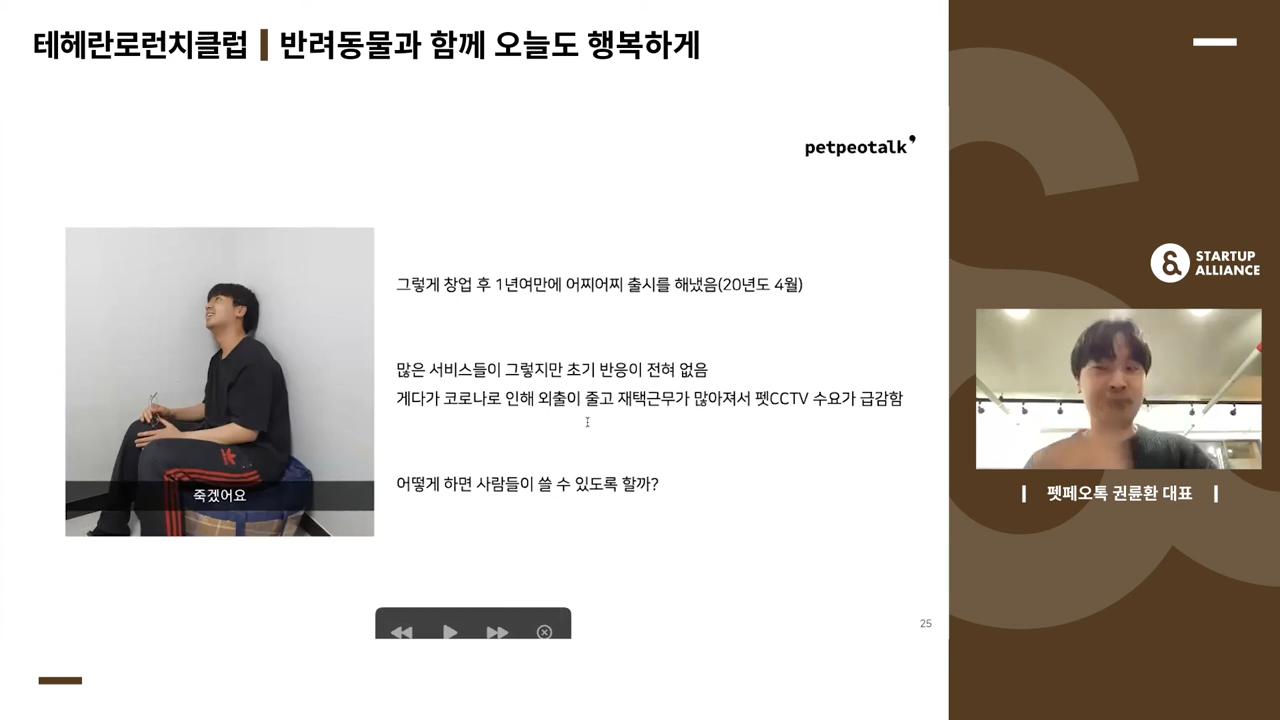 테헤란로런치클럽 | 반려동물과 함께 오늘도 행복하게
petpeotalk❜
그렇게 창업 후 1년여만에 어찌어찌 출시를 해냈음(20년도 4월)
많은 서비스들이 그렇지만 초기 반응이 전혀 없음
게다가 코로나로 인해 외출이 줄고 재택근무가 많아져서 펫CCTV 수요가 급감함
어떻게 하면 사람들이 쓸 수 있도록 할까?
죽겠어요
25
STARTUP
ALLIANCE
| 펫페오톡 권륜환 대표 |